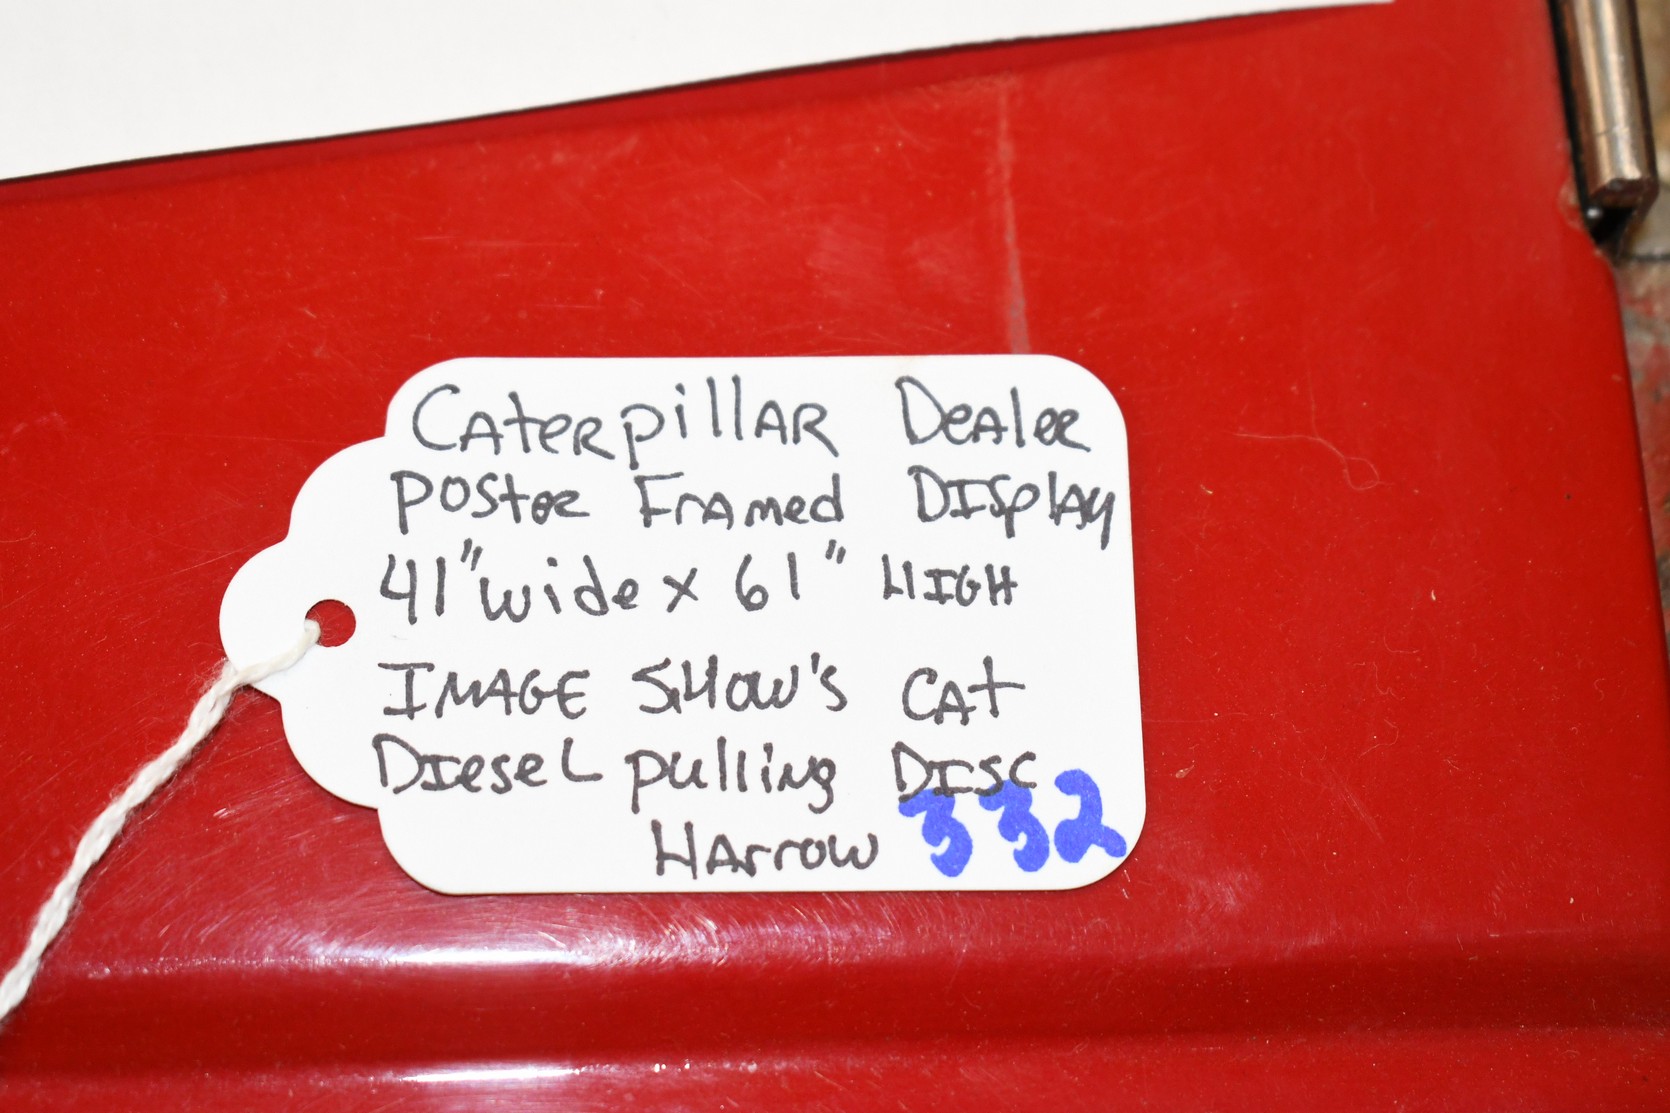 Caterpillar Dealer
Poster Framed Display
41" wide x 61" HIGH
IMAGE SHOW'S CAt
DieseL pulling DISC
HArrow 332